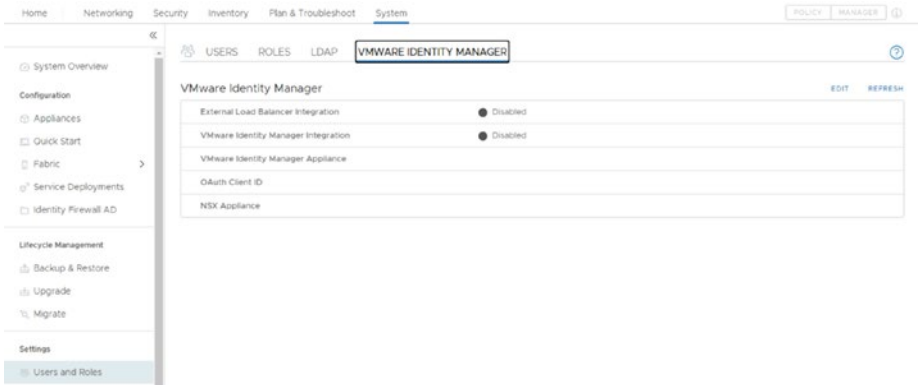 Home Networking Security Inventory Plan & Troubleshoot System POLICY MANAGER
USERS ROLES LDAP VMWARE IDENTITY MANAGER
System Overview
Configuration
Appliances
Quick Start
Fabric
Service Deployments
Identity Firewall AD
Lifecycle Management
Backup & Restore
Upgrade
Migrate
Settings
Users and Roles
VMware Identity Manager EDIT REFRESH
External Load Balancer Integration Disabled
VMware Identity Manager Integration Disabled
VMware Identity Manager Appliance
OAuth Client ID
NSX Appliance